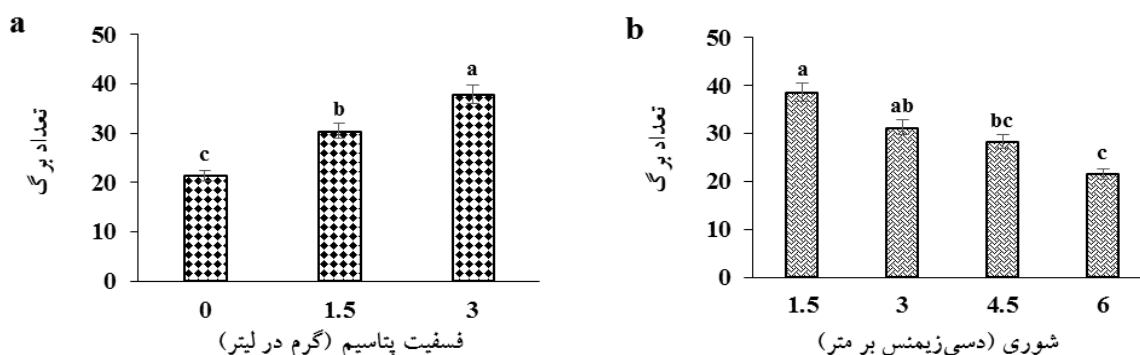 a
50
40
30
20
10
0
تعداد برگ
c
b
a
0 1.5 3
فسفیت پتاسیم (گرم در لیتر)
b
50
40
30
20
10
0
تعداد برگ
a
ab
bc
c
1.5 3 4.5 6
شوری (دسی‌زیمنس بر متر)